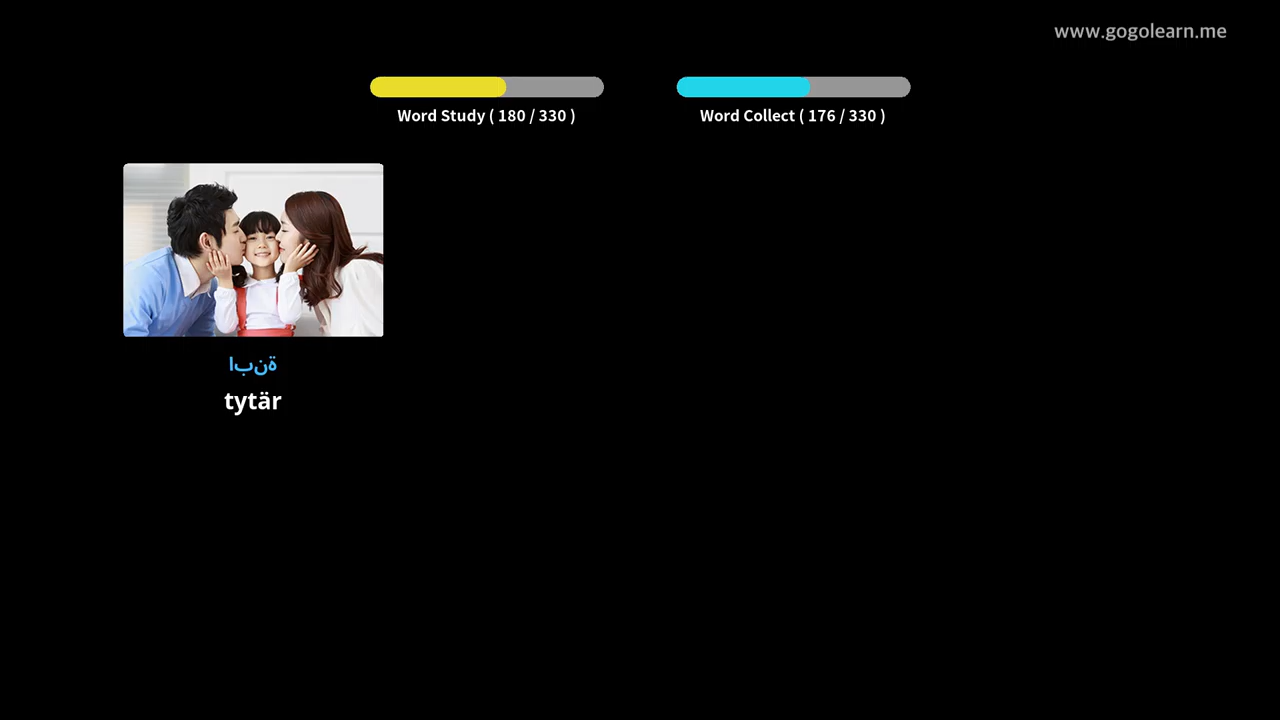 www.gogolearn.me
Word Study ( 180 / 330 )
Word Collect ( 176 / 330 )
ابنة
tytär